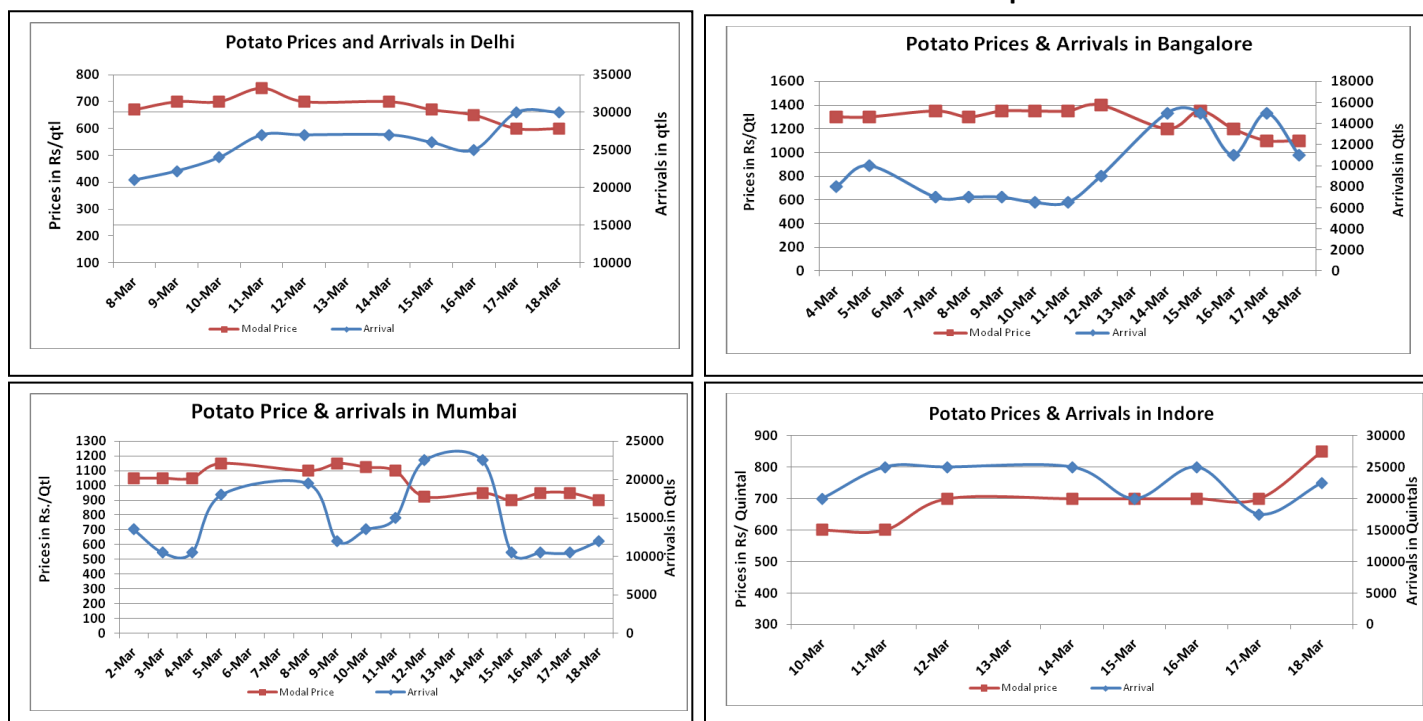 Potato Prices and Arrivals in Delhi
Prices in Rs/qtl
800
700
600
500
400
300
200
100
35000
30000
25000
20000
15000
10000
Arrivals in qtls
8-Mar
9-Mar
10-Mar
11-Mar
12-Mar
13-Mar
14-Mar
15-Mar
16-Mar
17-Mar
18-Mar
Modal Price
Arrival
Potato Prices & Arrivals in Bangalore
Prices in Rs/Qtl
1600
1400
1200
1000
800
600
400
200
0
18000
16000
14000
12000
10000
8000
6000
4000
2000
0
Arrivals in Qtls
4-Mar
5-Mar
6-Mar
7-Mar
8-Mar
9-Mar
10-Mar
11-Mar
12-Mar
13-Mar
14-Mar
15-Mar
16-Mar
17-Mar
18-Mar
Modal Price
Arrival
Potato Price & arrivals in Mumbai
Prices in Rs,/Qtl
1300
1200
1100
1000
900
800
700
600
500
400
300
200
100
0
25000
20000
15000
10000
5000
0
Arrivals in Qtls
2-Mar
3-Mar
4-Mar
5-Mar
6-Mar
7-Mar
8-Mar
9-Mar
10-Mar
11-Mar
12-Mar
13-Mar
14-Mar
15-Mar
16-Mar
17-Mar
18-Mar
Modal Price
Arrival
Potato Prices & Arrivals in Indore
Prices in Rs/ Quintal
900
800
700
600
500
400
300
30000
25000
20000
15000
10000
5000
0
Arrivals in Quintals
10-Mar
11-Mar
12-Mar
13-Mar
14-Mar
15-Mar
16-Mar
17-Mar
18-Mar
Modal price
Arrival